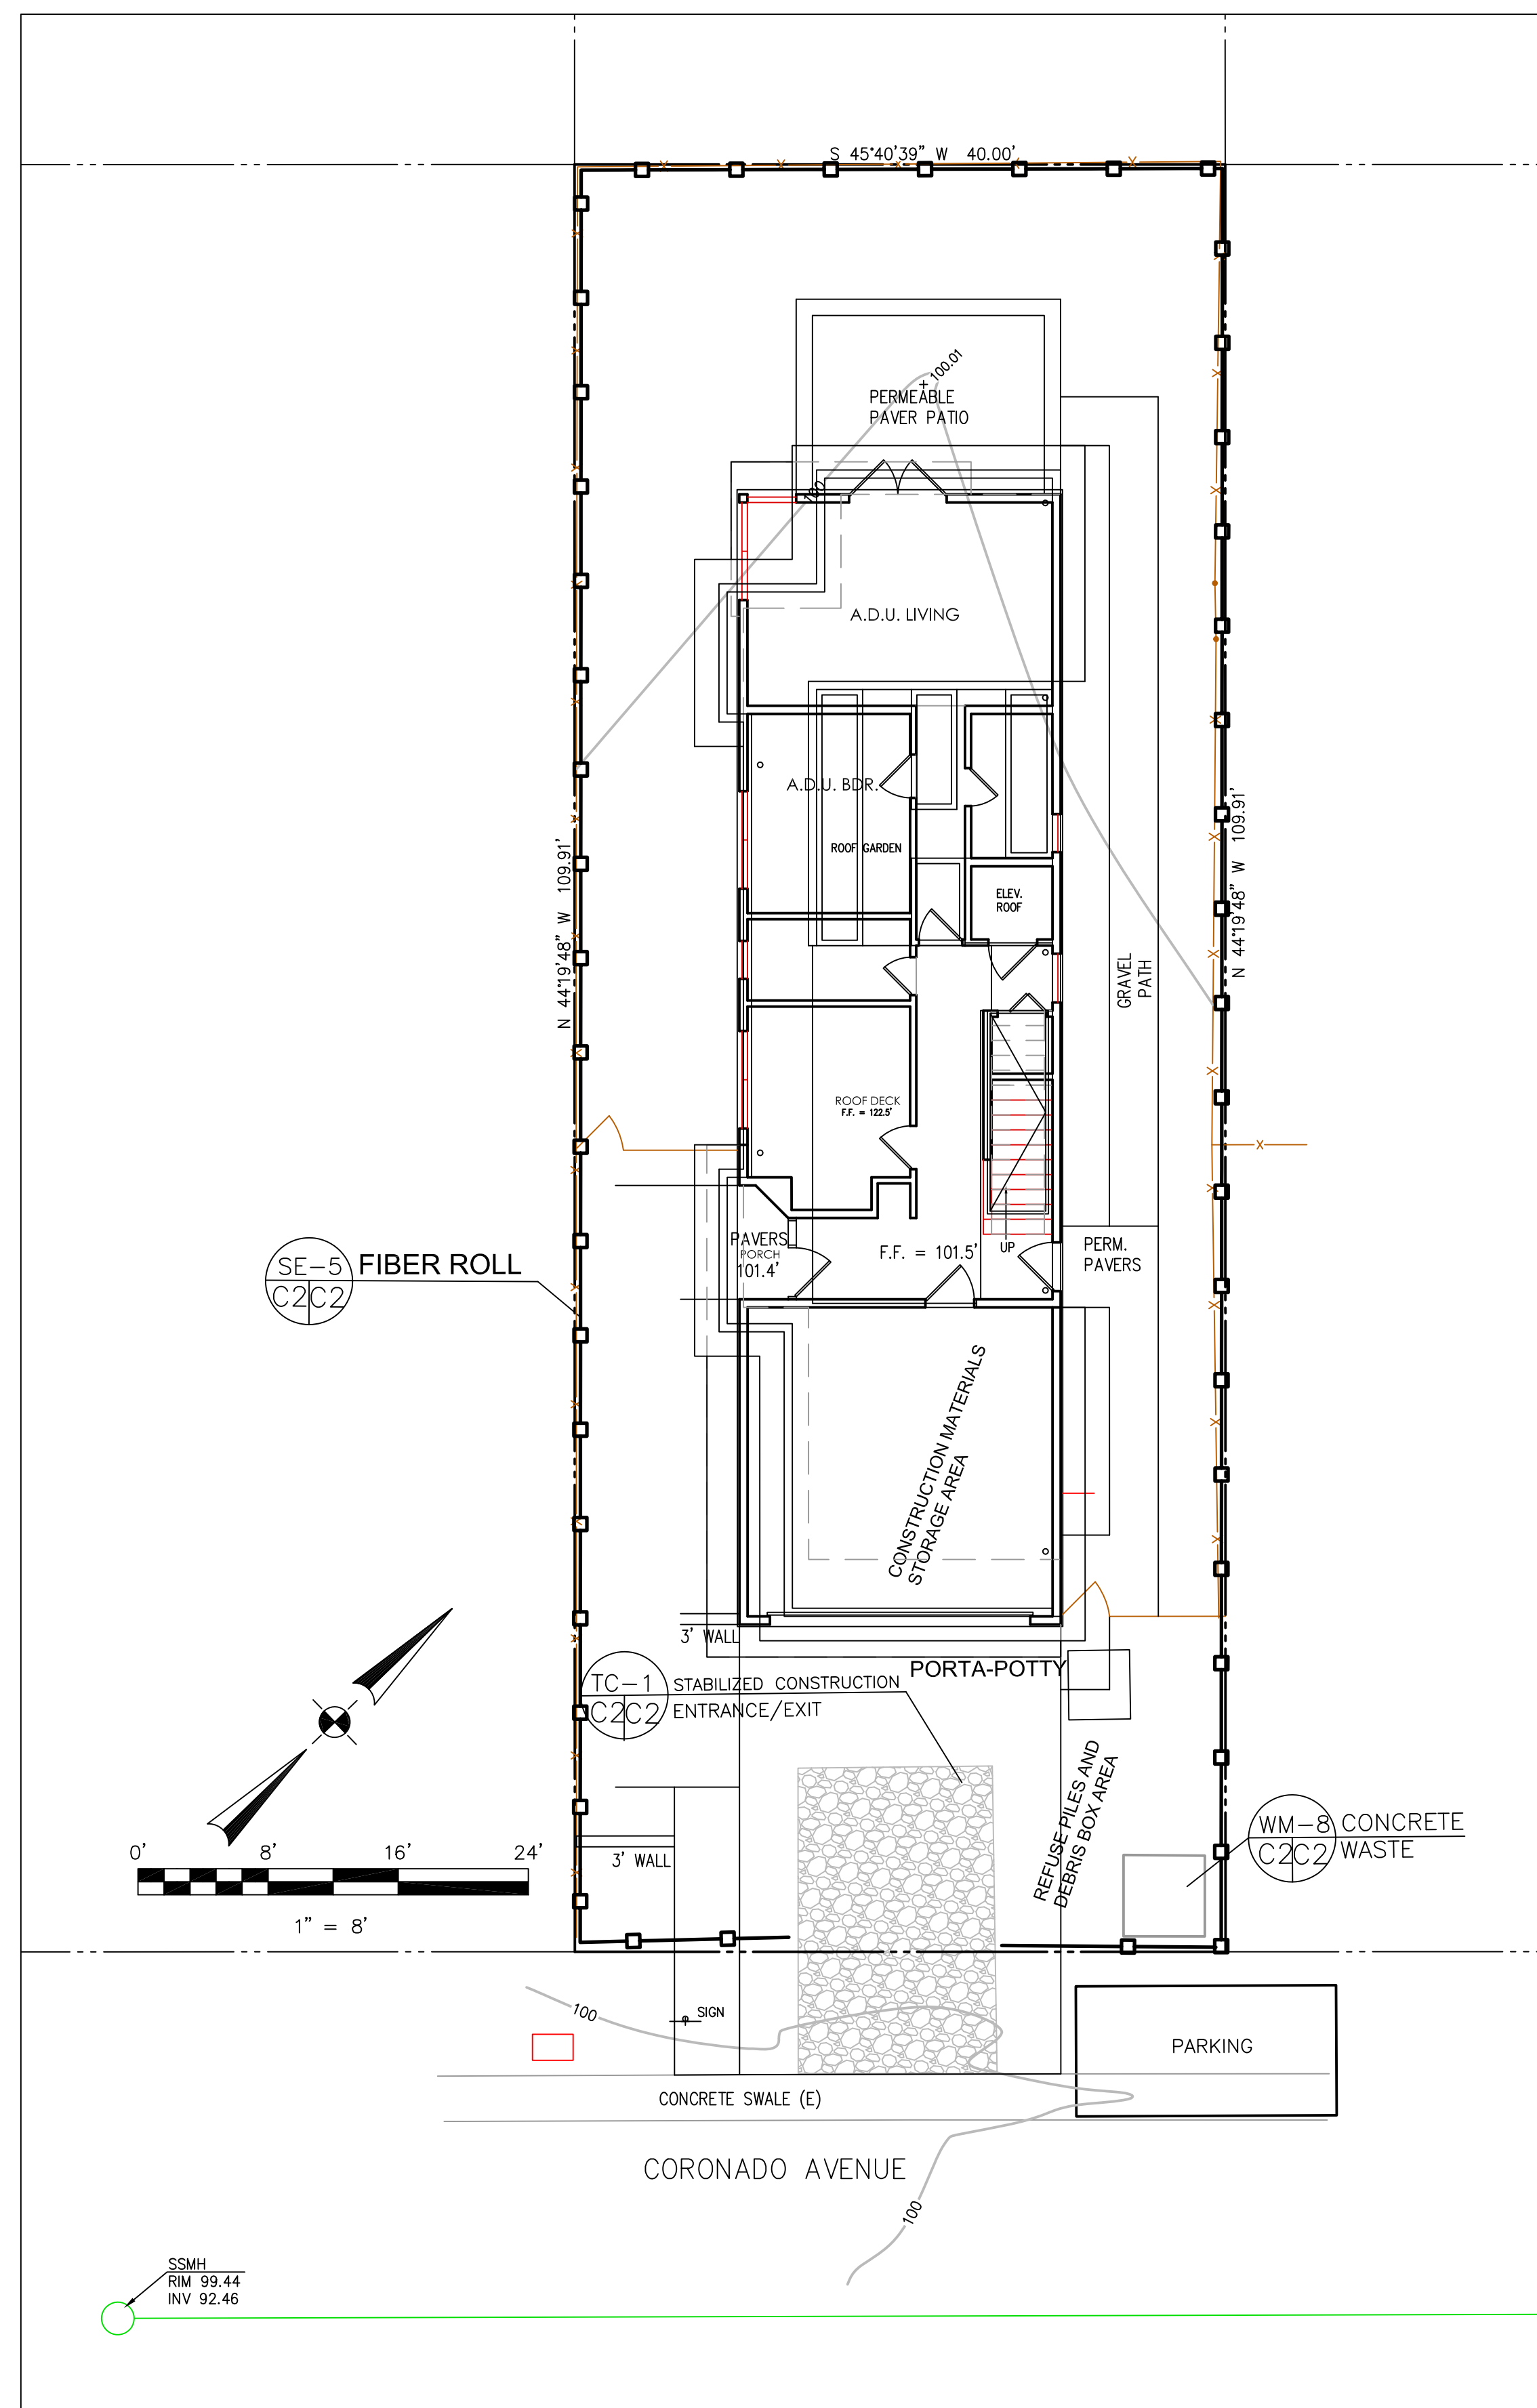 S 45°40'39" W 40.00'
100.01
PERMEABLE
PAVER PATIO
100
A.D.U. LIVING
A.D.U. BDR.
ROOF GARDEN
ELEV.
ROOF
N 44°19'48" W 109.91'
N 44°19'48" W 109.91'
GRAVEL
PATH
ROOF DECK
F.F. = 122.5'
PAVERS
PORCH
101.4'
F.F. = 101.5'
UP
PERM.
PAVERS
SE-5 FIBER ROLL
C2 C2
CONSTRUCTION MATERIALS
STORAGE AREA
3' WALL
PORTA-POTTY
TC-1 STABILIZED CONSTRUCTION
C2 C2 ENTRANCE/EXIT
REFUSE PILES AND
DEBRIS BOX AREA
WM-8 CONCRETE
C2 C2 WASTE
0' 8' 16' 24'
1" = 8'
3' WALL
100
SIGN
PARKING
CONCRETE SWALE (E)
CORONADO AVENUE
100
SSMH
RIM 99.44
INV 92.46